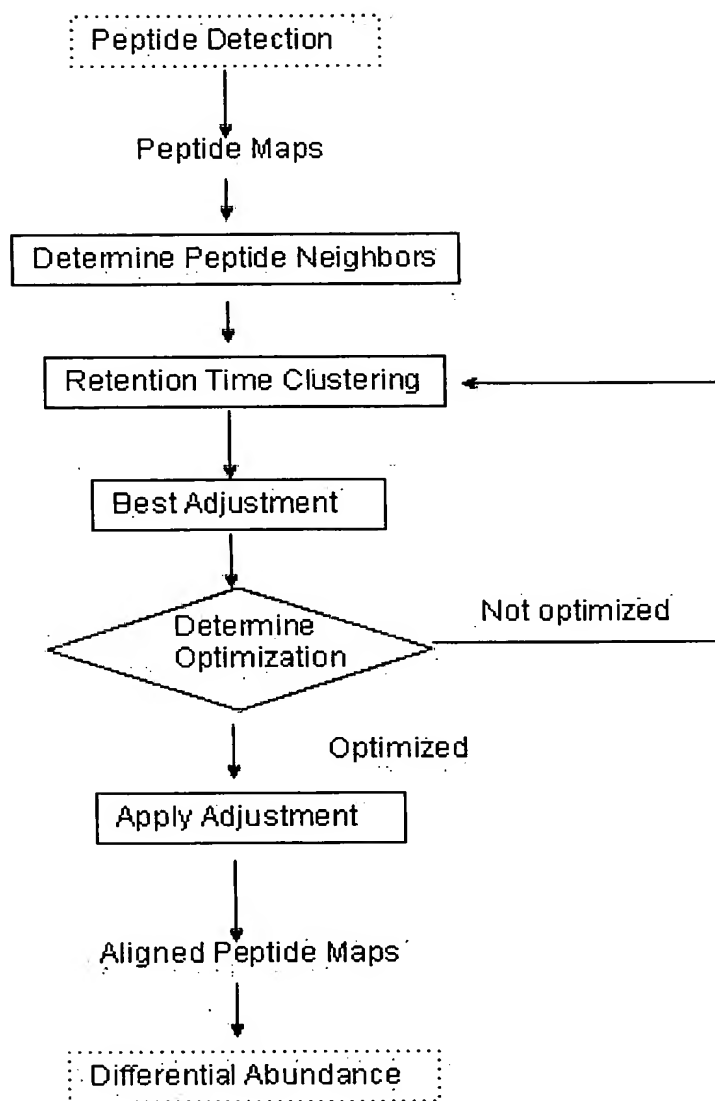 Peptide Detection
Peptide Maps
Determine Peptide Neighbors
Retention Time Clustering
Best Adjustment
Determine
Optimization
Not optimized
Optimized
Apply Adjustment
Aligned Peptide Maps
Differential Abundance